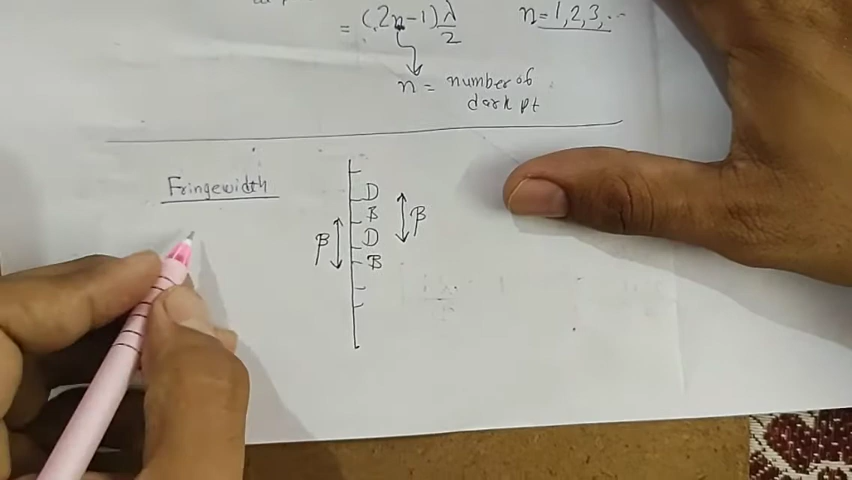 = (2n-1) λ/2 n = 1, 2, 3, ...
n = number of
dark pt
Fringewidth
D
B
β
D
β
B